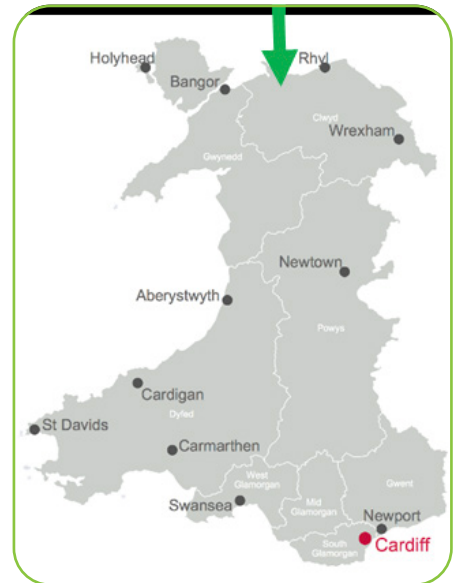 Holyhead
Rhyl
Bangor
Clwyd
Wrexham
Gwynedd
Newtown
Aberystwyth
Powys
Cardigan
Dyfed
St Davids
Carmarthen
West
Glamorgan
Gwent
Swansea
Mid
Glamorgan
Newport
South
Glamorgan
Cardiff